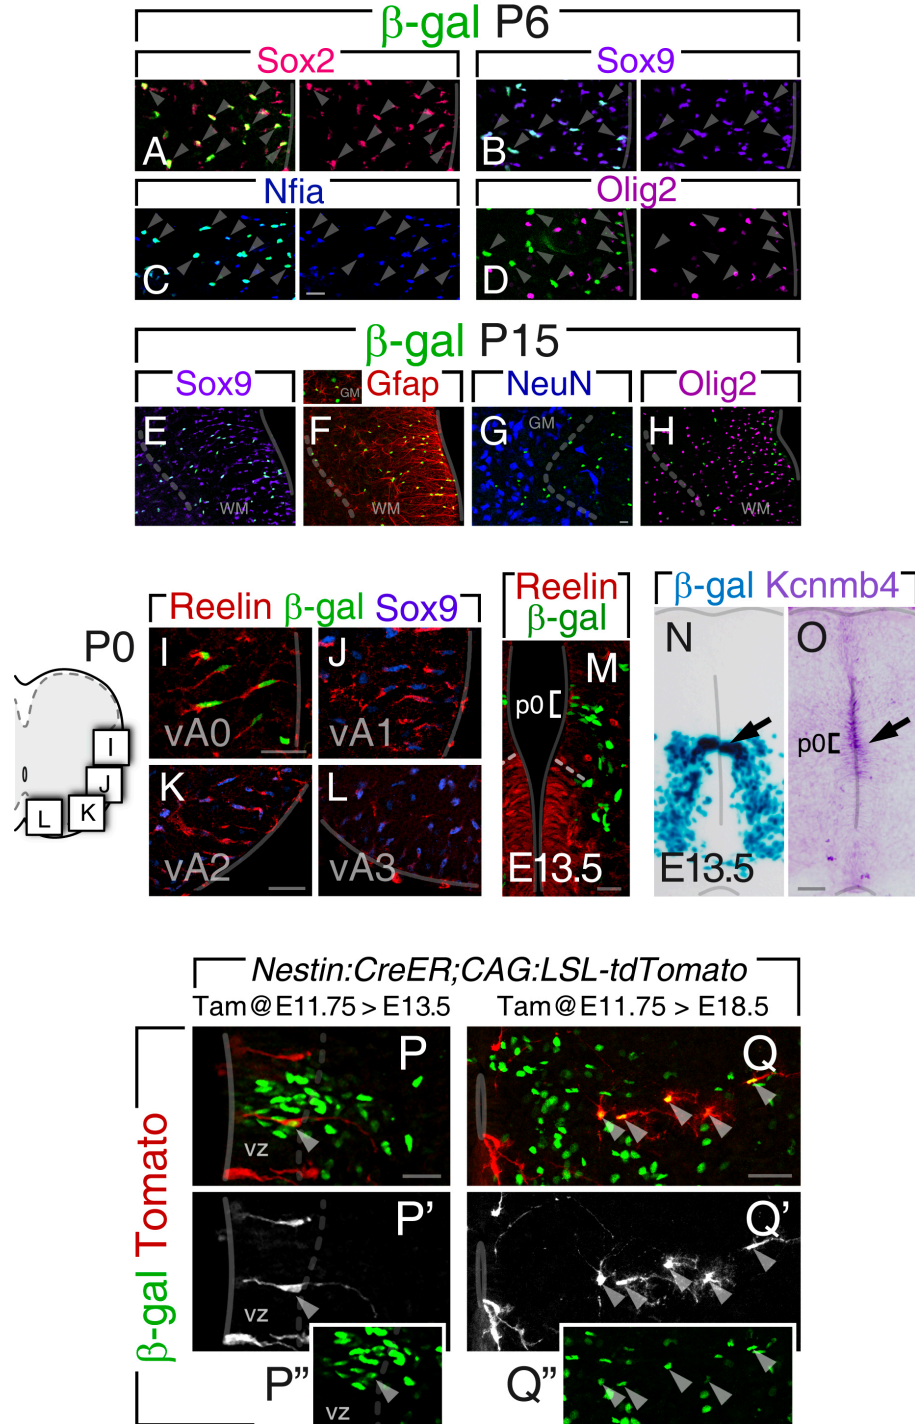 β-gal P6
Sox2
Sox9
A
B
Nfia
Olig2
C
D
β-gal P15
Sox9
GM
Gfap
NeuN
Olig2
E
F
G
GM
H
WM
WM
WM
P0
Reelin β-gal Sox9
I
J
vA0
vA1
K
L
vA2
vA3
I
J
K
L
Reelin
β-gal
M
p0
E13.5
β-gal Kcnmb4
N
O
p0
E13.5
Nestin:CreER;CAG:LSL-tdTomato
Tam@E11.75 > E13.5
Tam@E11.75 > E18.5
β-gal Tomato
P
VZ
Q
P'
VZ
Q'
P''
VZ
Q''